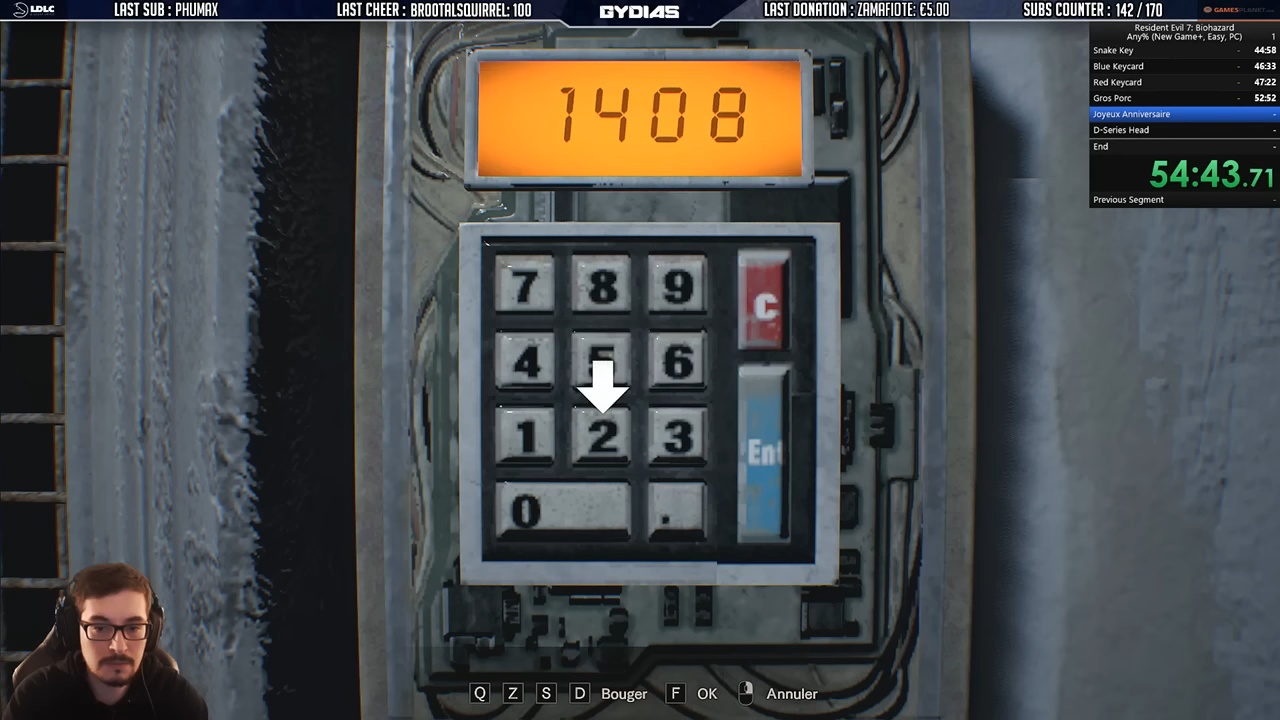 LDLC
LAST SUB : PHUMAX
LAST CHEER : BROOTALSQUIRREL: 100
GYDIAS
LAST DONATION : ZAMAFIOTE: €5.00
SUBS COUNTER : 142 / 170
GAMESPLANET
Resident Evil 7: Biohazard
Any% (New Game+, Easy, PC) 1
Snake Key - 44:58
Blue Keycard - 46:33
Red Keycard - 47:22
Gros Porc - 52:52
Joyeux Anniversaire -
D-Series Head -
End -
54:43.71
Previous Segment -
1408
7 8 9 C
4 5 6
1 2 3 Ent
0 .
Q Z S D Bouger F OK Annuler